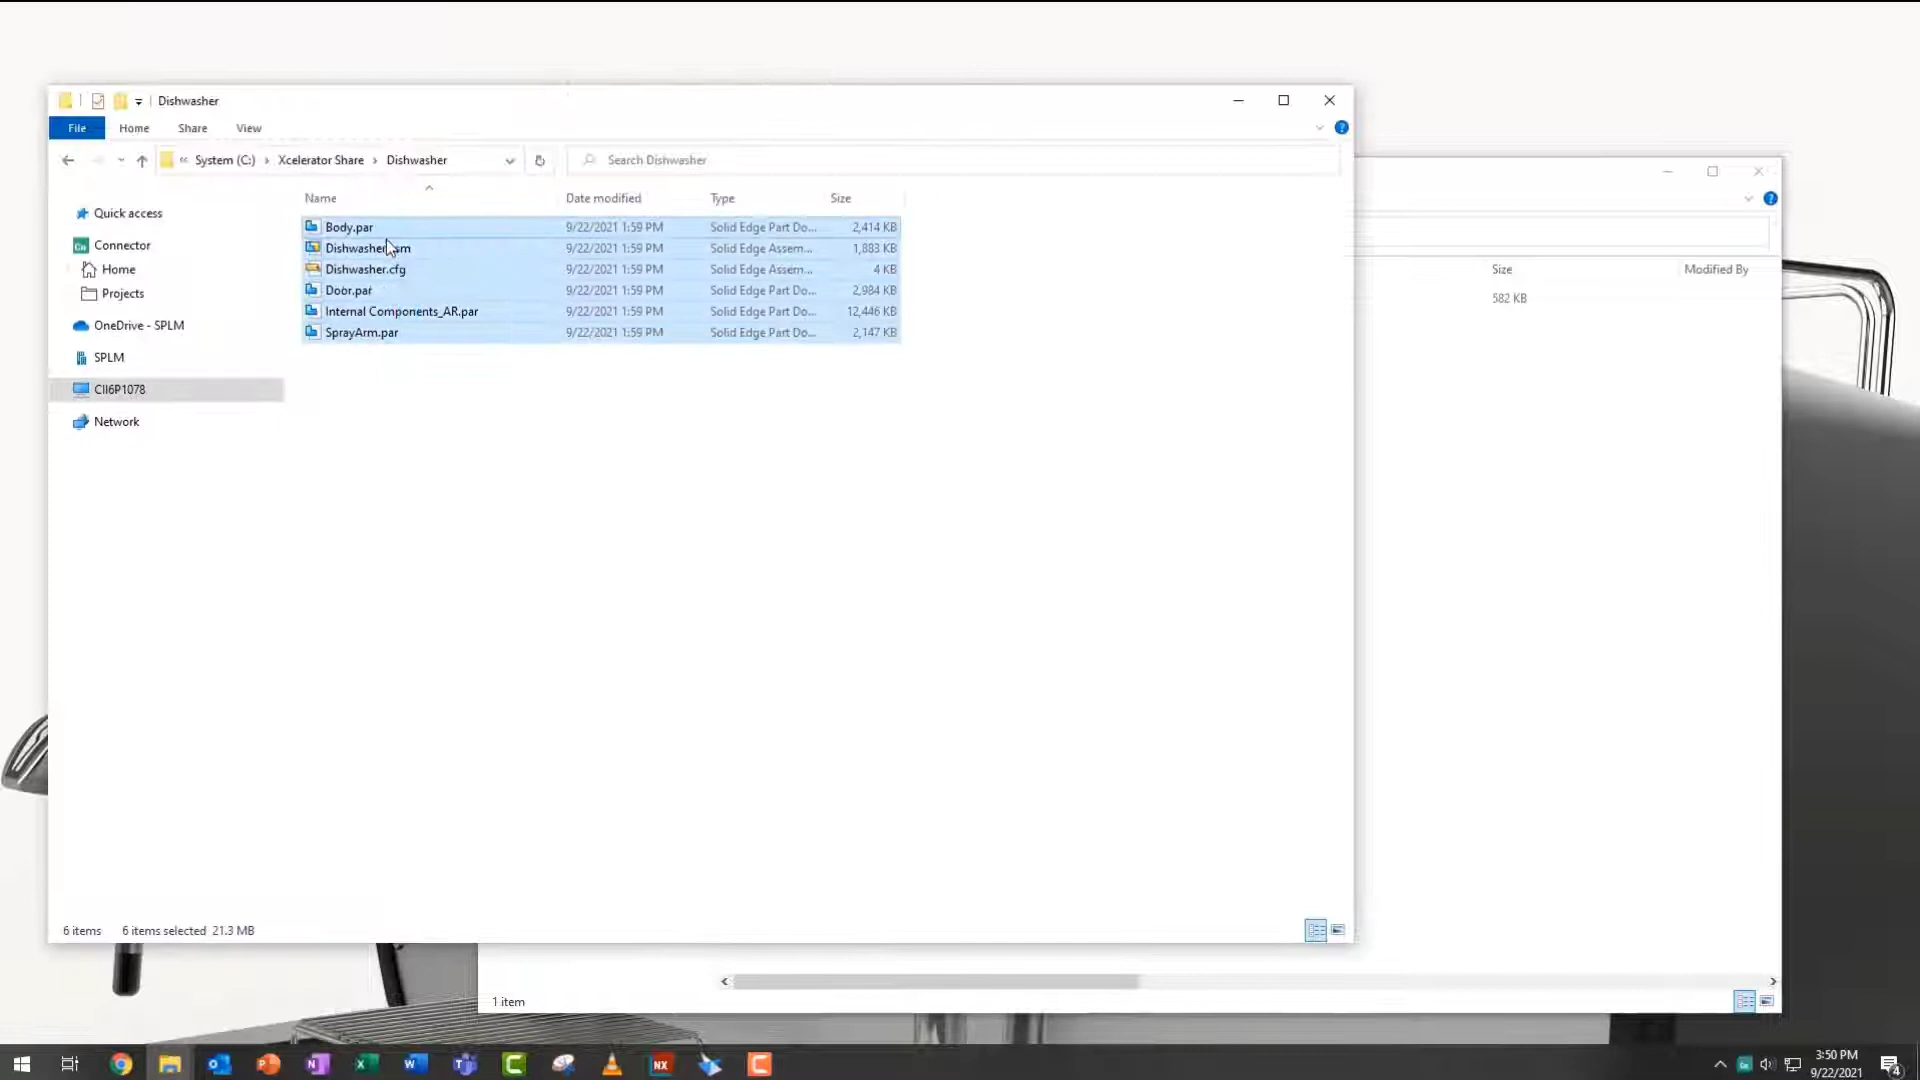 Dishwasher
File Home Share View
« System (C:) › Xcelerator Share › Dishwasher
Search Dishwasher
Name Date modified Type Size
Quick access
Connector
Home
Projects
OneDrive - SPLM
SPLM
CII6P1078
Network
Body.par 9/22/2021 1:59 PM Solid Edge Part Do... 2,414 KB
Dishwasher sm 9/22/2021 1:59 PM Solid Edge Assem... 1,883 KB
Dishwasher.cfg 9/22/2021 1:59 PM Solid Edge Assem... 4 KB
Door.par 9/22/2021 1:59 PM Solid Edge Part Do... 2,984 KB
Internal Components_AR.par 9/22/2021 1:59 PM Solid Edge Part Do... 12,446 KB
SprayArm.par 9/22/2021 1:59 PM Solid Edge Part Do... 2,147 KB
6 items 6 items selected 21.3 MB
Size Modified By
582 KB
1 item
NX
3:50 PM
9/22/2021
4